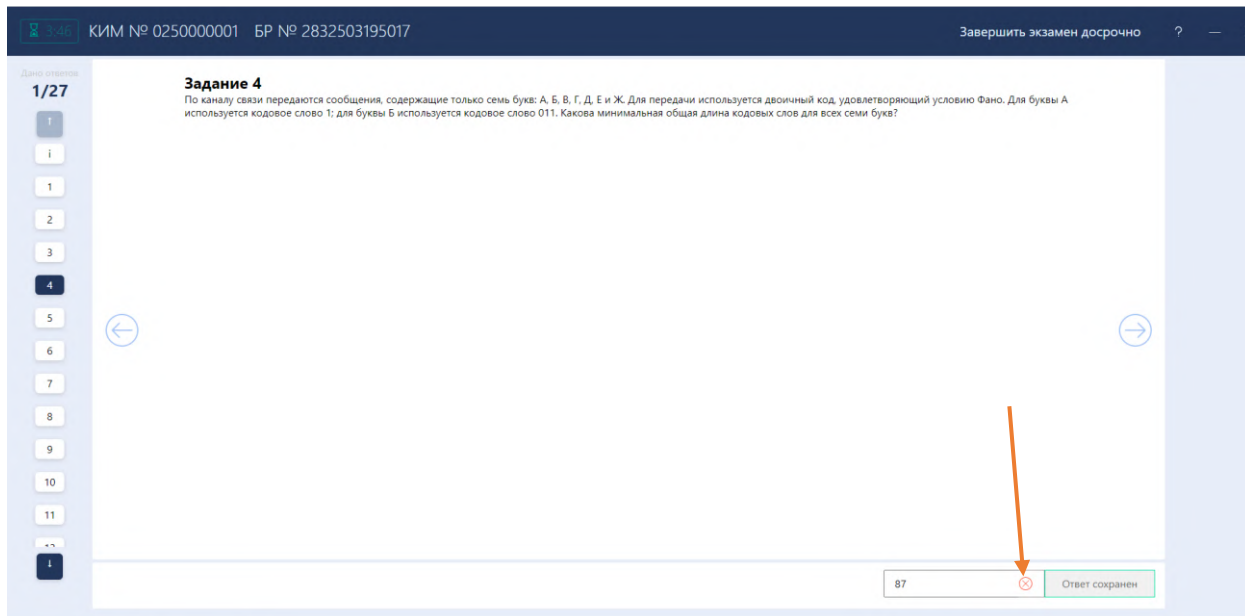 3:46 КИМ № 0250000001 БР № 2832503195017 Завершить экзамен досрочно ? —
Дано ответов
1/27
Задание 4
По каналу связи передаются сообщения, содержащие только семь букв: А, Б, В, Г, Д, Е и Ж. Для передачи используется двоичный код, удовлетворяющий условию Фано. Для буквы А
используется кодовое слово 1; для буквы Б используется кодовое слово 011. Какова минимальная общая длина кодовых слов для всех семи букв?
i
1
2
3
4
5
6
7
8
9
10
11
12
87 Ответ сохранен